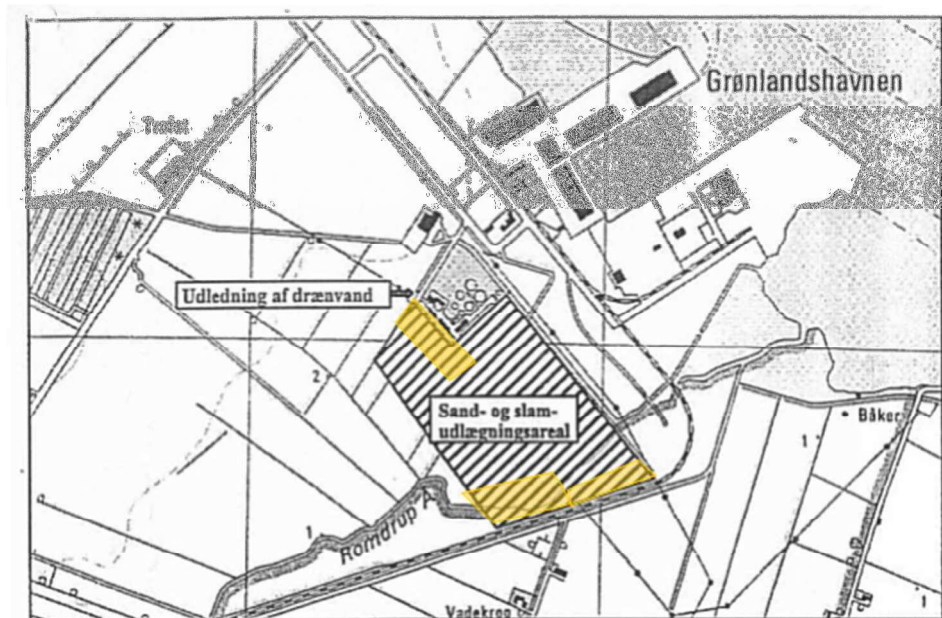 Grønlandshavnen
Udledning af drænvand
2
Sand- og slam-
udlægningsareal
Båker
1
1
Romdrup Å
Vadekrog
1